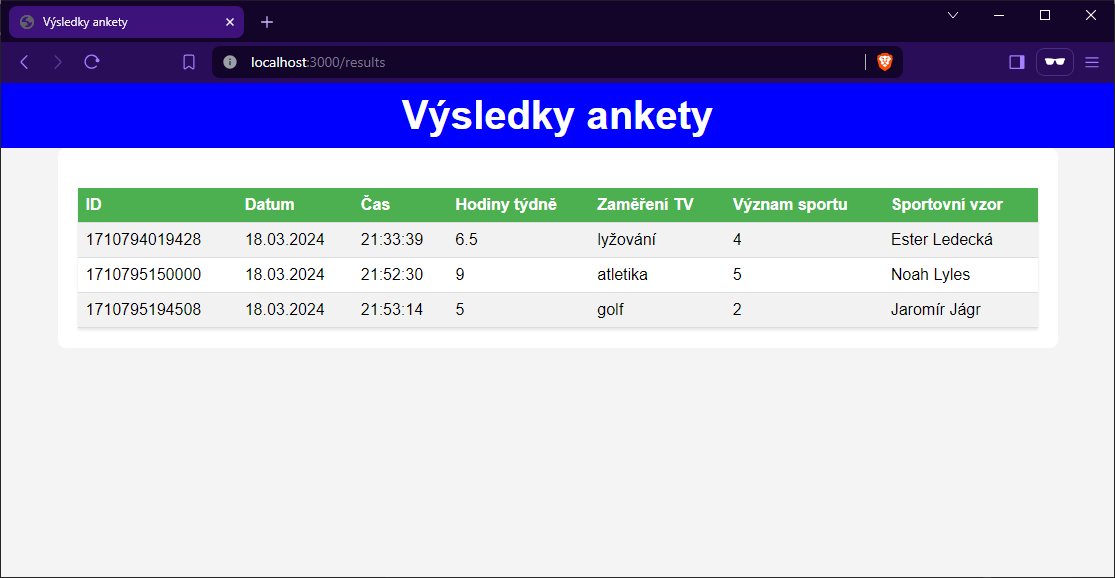 Výsledky ankety
localhost:3000/results
Výsledky ankety
ID Datum Čas Hodiny týdně Zaměření TV Význam sportu Sportovní vzor
1710794019428 18.03.2024 21:33:39 6.5 lyžování 4 Ester Ledecká
1710795150000 18.03.2024 21:52:30 9 atletika 5 Noah Lyles
1710795194508 18.03.2024 21:53:14 5 golf 2 Jaromír Jágr